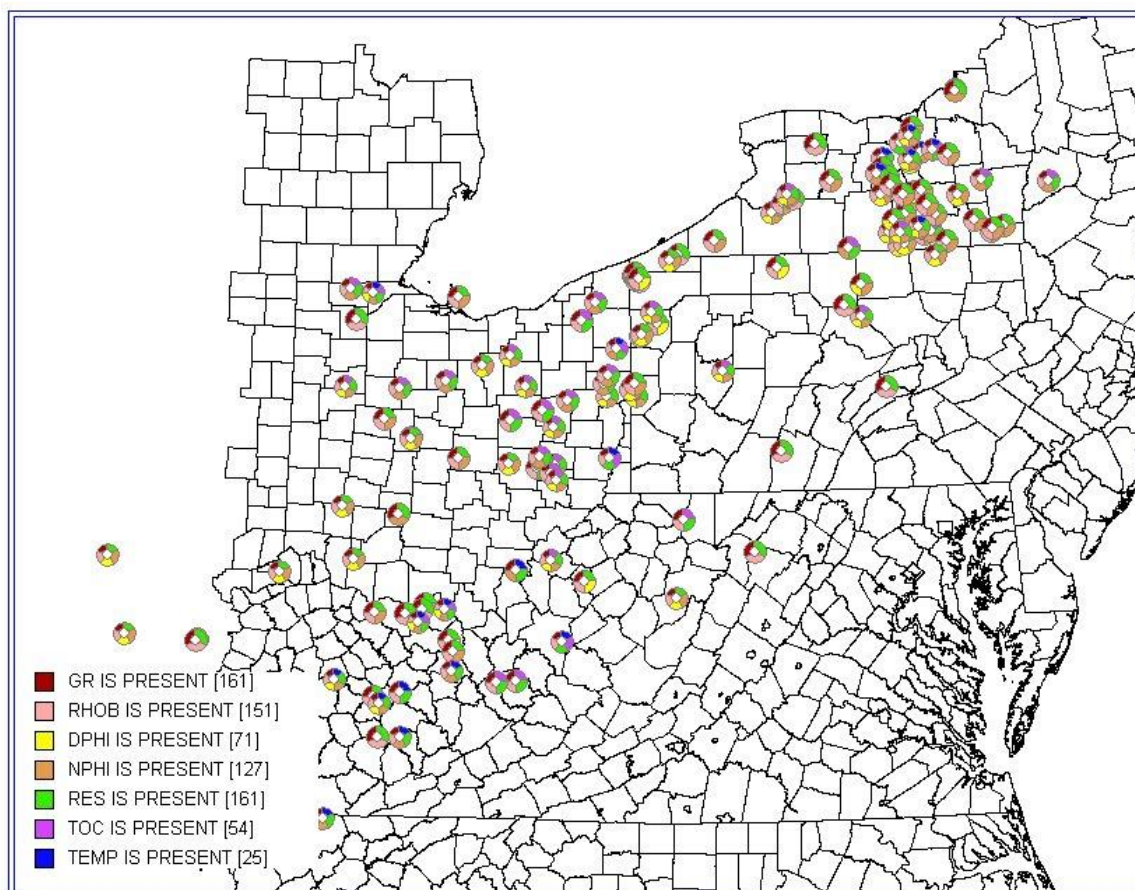 GR IS PRESENT [161]
RHOB IS PRESENT [151]
DPHI IS PRESENT [71]
NPHI IS PRESENT [127]
RES IS PRESENT [161]
TOC IS PRESENT [54]
TEMP IS PRESENT [25]